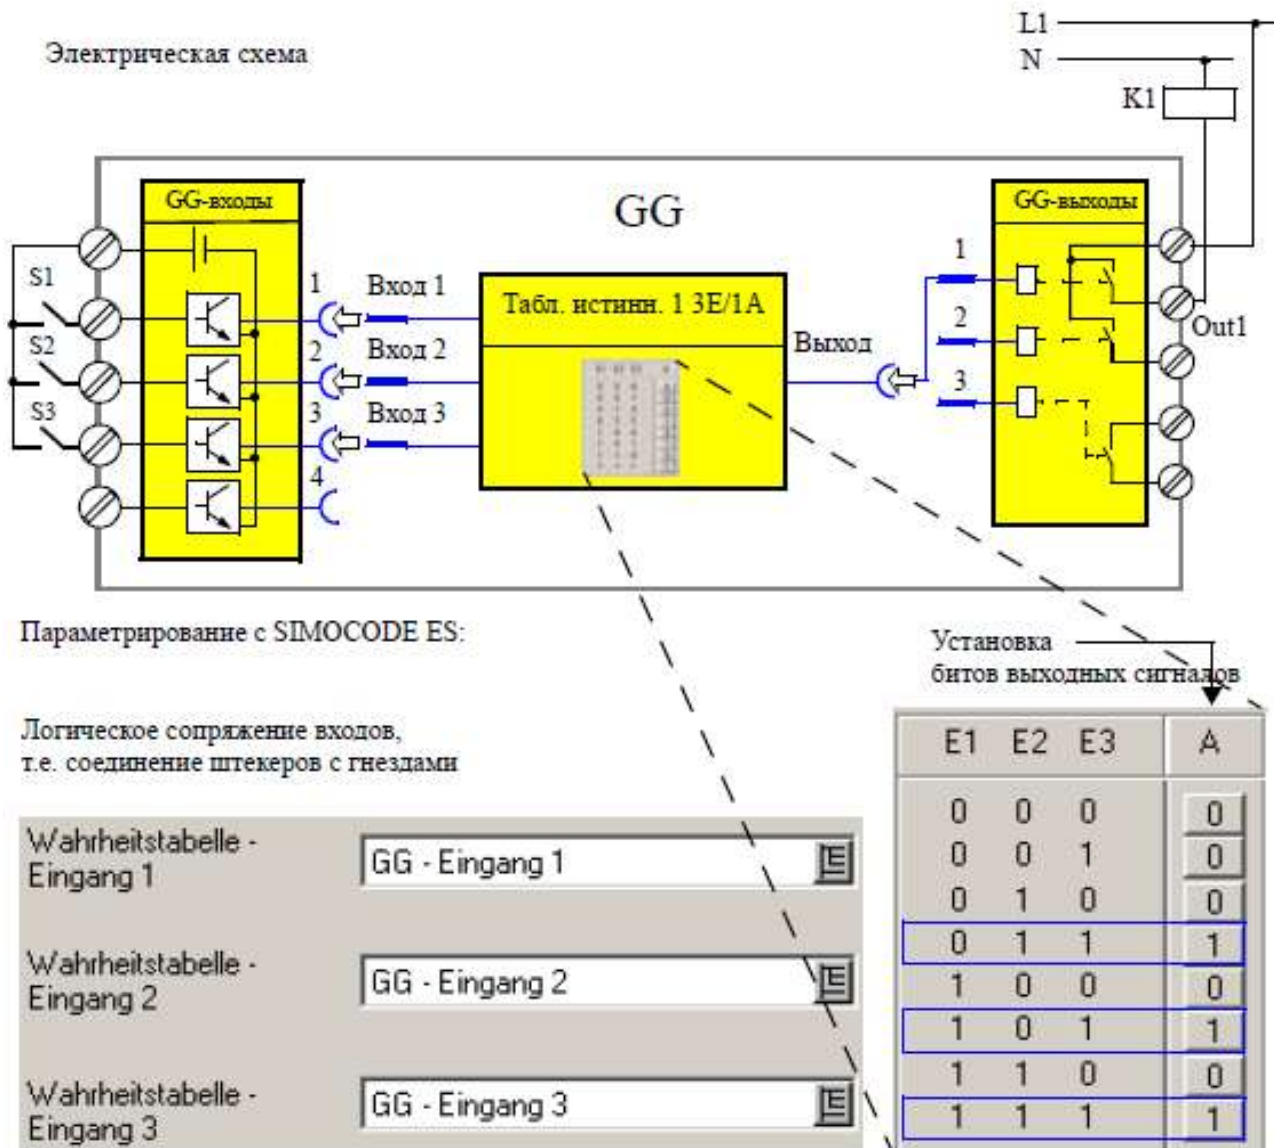 Электрическая схема
L1
N
K1
GG-входы
GG
GG-выходы
S1
S2
S3
1
2
3
4
Вход 1
Вход 2
Вход 3
Табл. истинн. 1 3E/1A
Выход
1
2
3
Out1
Параметрирование с SIMOCODE ES:
Установка
битов выходных сигналов
Логическое сопряжение входов,
т.е. соединение штекеров с гнездами
Wahrheitstabelle -
Eingang 1
GG - Eingang 1
Wahrheitstabelle -
Eingang 2
GG - Eingang 2
Wahrheitstabelle -
Eingang 3
GG - Eingang 3
E1 E2 E3 A
0 0 0 0
0 0 1 0
0 1 0 0
0 1 1 1
1 0 0 0
1 0 1 1
1 1 0 0
1 1 1 1